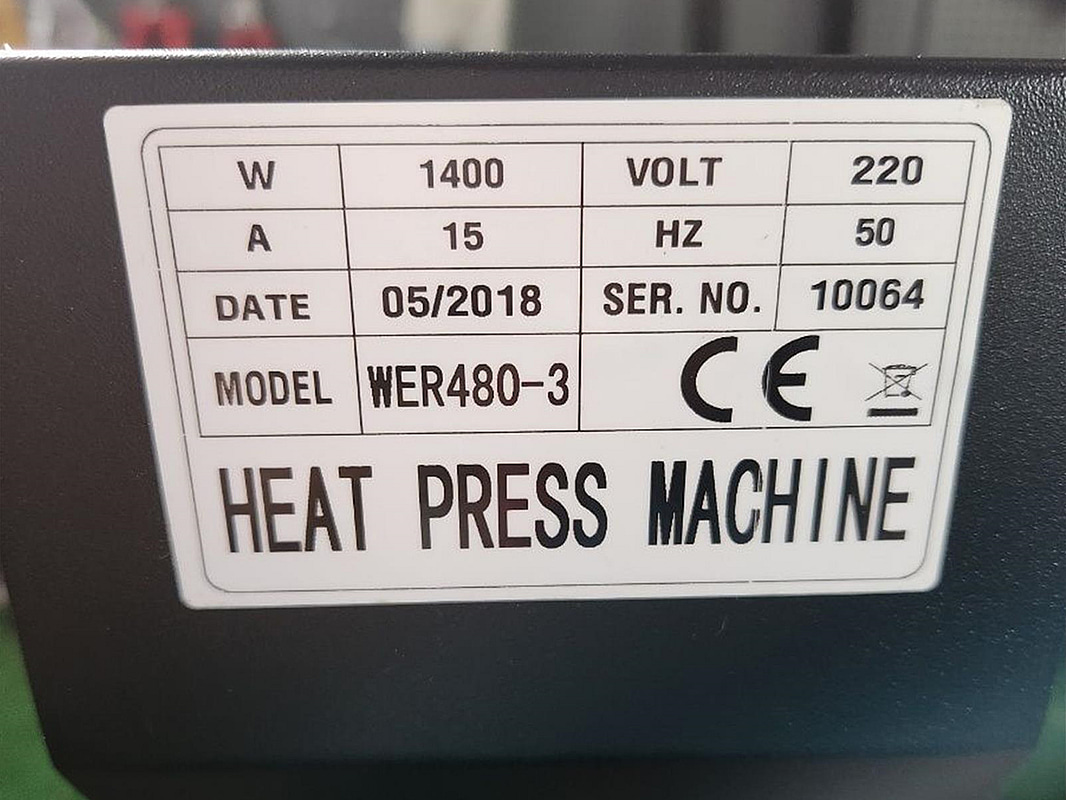 W 1400 VOLT 220
A 15 HZ 50
DATE 05/2018 SER. NO. 10064
MODEL WER480-3 CE
HEAT PRESS MACHINE